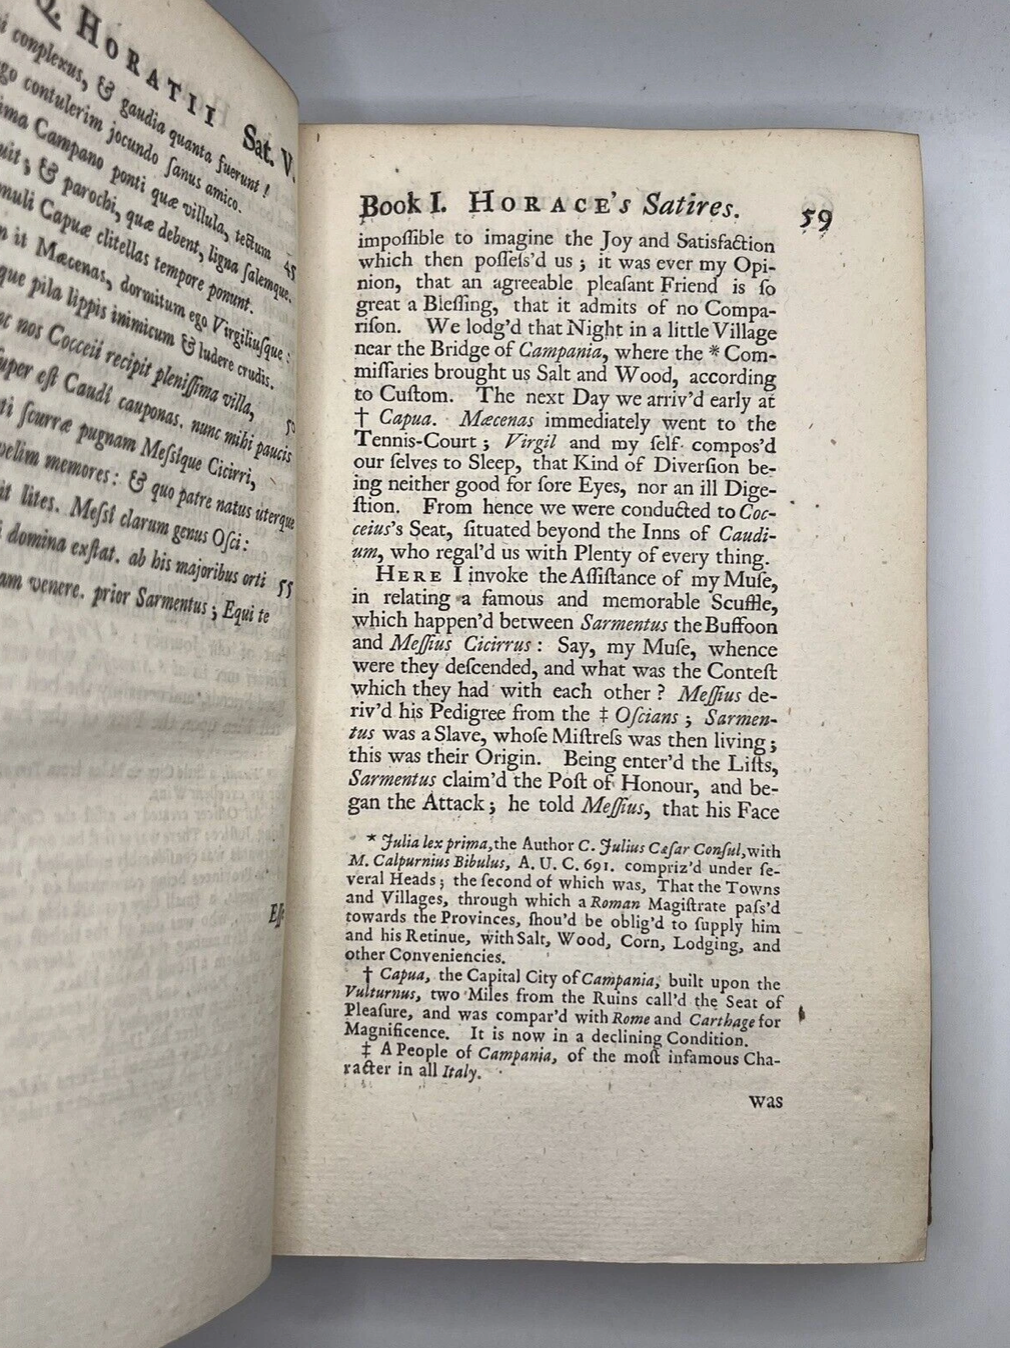 Q. HORATII Sat. V.
conplexus, & gaudia quanta fuerunt !
contulerim jocundo ſanus amico.
Campano ponti quæ villula, tectum 45
& parochi, quæ debent, ligna ſalemque.
muli Capuæ clitellas tempore ponunt.
it Mæcenas, dormitum ego Virgiliuſque :
que pila lippis inimicum & ludere crudis.
nos Cocceii recipit pleniſſima villa, 50
ſuper eſt Caudi cauponas. nunc mihi paucis
ſcurræ pugnam Meſsique Cicirri,
velim memores : & quo patre natus uterque
lites. Meſsi clarum genus Oſci :
domina exſtat. ab his majoribus orti 55
venere. prior Sarmentus ; Equi te
Eſſe
Book I. HORACE's Satires. 59
impoſſible to imagine the Joy and Satisfaction
which then poſſeſs'd us ; it was ever my Opi-
nion, that an agreeable pleaſant Friend is ſo
great a Bleſſing, that it admits of no Compa-
riſon. We lodg'd that Night in a little Village
near the Bridge of Campania, where the * Com-
miſſaries brought us Salt and Wood, according
to Cuſtom. The next Day we arriv'd early at
† Capua. Mæcenas immediately went to the
Tennis-Court ; Virgil and my ſelf compos'd
our ſelves to Sleep, that Kind of Diverſion be-
ing neither good for ſore Eyes, nor an ill Dige-
ſtion. From hence we were conducted to Coc-
ceius's Seat, ſituated beyond the Inns of Caudi-
um, who regal'd us with Plenty of every thing.
HERE I invoke the Aſſiſtance of my Muſe,
in relating a famous and memorable Scuffle,
which happen'd between Sarmentus the Buffoon
and Meſſius Cicirrus : Say, my Muſe, whence
were they deſcended, and what was the Conteſt
which they had with each other ? Meſſius de-
riv'd his Pedigree from the ‡ Oſcians ; Sarmen-
tus was a Slave, whoſe Miſtreſs was then living ;
this was their Origin. Being enter'd the Liſts,
Sarmentus claim'd the Poſt of Honour, and be-
gan the Attack ; he told Meſſius, that his Face
* Julia lex prima, the Author C. Julius Cæſar Conſul, with
M. Calpurnius Bibulus, A. U. C. 691. compriz'd under ſe-
veral Heads ; the ſecond of which was, That the Towns
and Villages, through which a Roman Magiſtrate paſs'd
towards the Provinces, ſhou'd be oblig'd to ſupply him
and his Retinue, with Salt, Wood, Corn, Lodging, and
other Conveniencies.
† Capua, the Capital City of Campania, built upon the
Vulturnus, two Miles from the Ruins call'd the Seat of
Pleaſure, and was compar'd with Rome and Carthage for
Magnificence. It is now in a declining Condition.
‡ A People of Campania, of the moſt infamous Cha-
racter in all Italy.
was